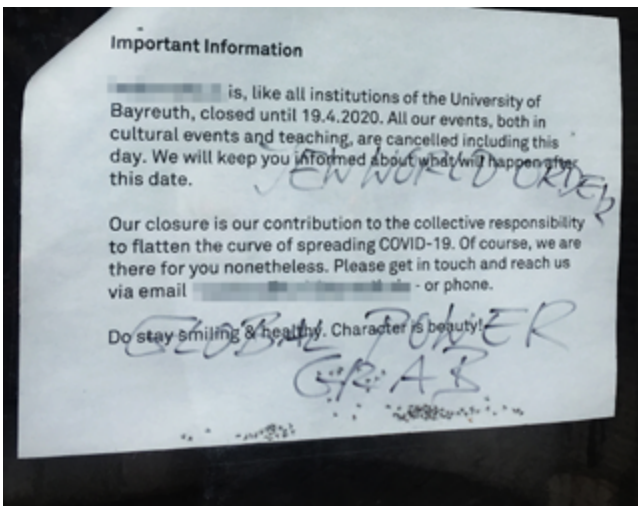 Important Information
is, like all institutions of the University of
Bayreuth, closed until 19.4.2020. All our events, both in
cultural events and teaching, are cancelled including this
day. We will keep you informed about what will happen after
this date.
JEW WORLD ORDER
Our closure is our contribution to the collective responsibility
to flatten the curve of spreading COVID-19. Of course, we are
there for you nonetheless. Please get in touch and reach us
via email - or phone.
Do stay smiling & healthy. Character is beauty!
GLOBAL POWER
GRAB